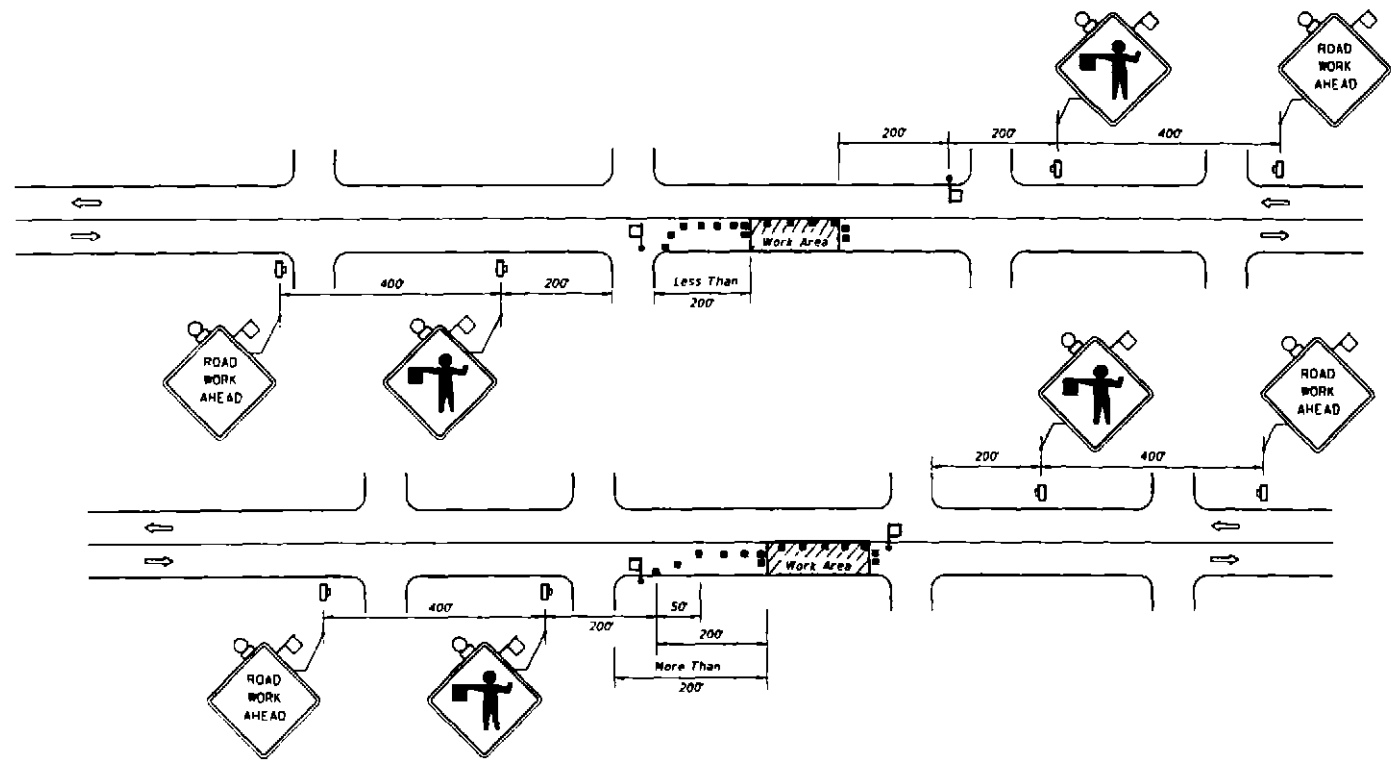 ROAD
WORK
AHEAD
200'
200'
400'
Work Area
400'
200'
Less Than
200'
ROAD
WORK
AHEAD
ROAD
WORK
AHEAD
200'
400'
Work Area
400'
200'
50'
200'
More Than
200'
ROAD
WORK
AHEAD